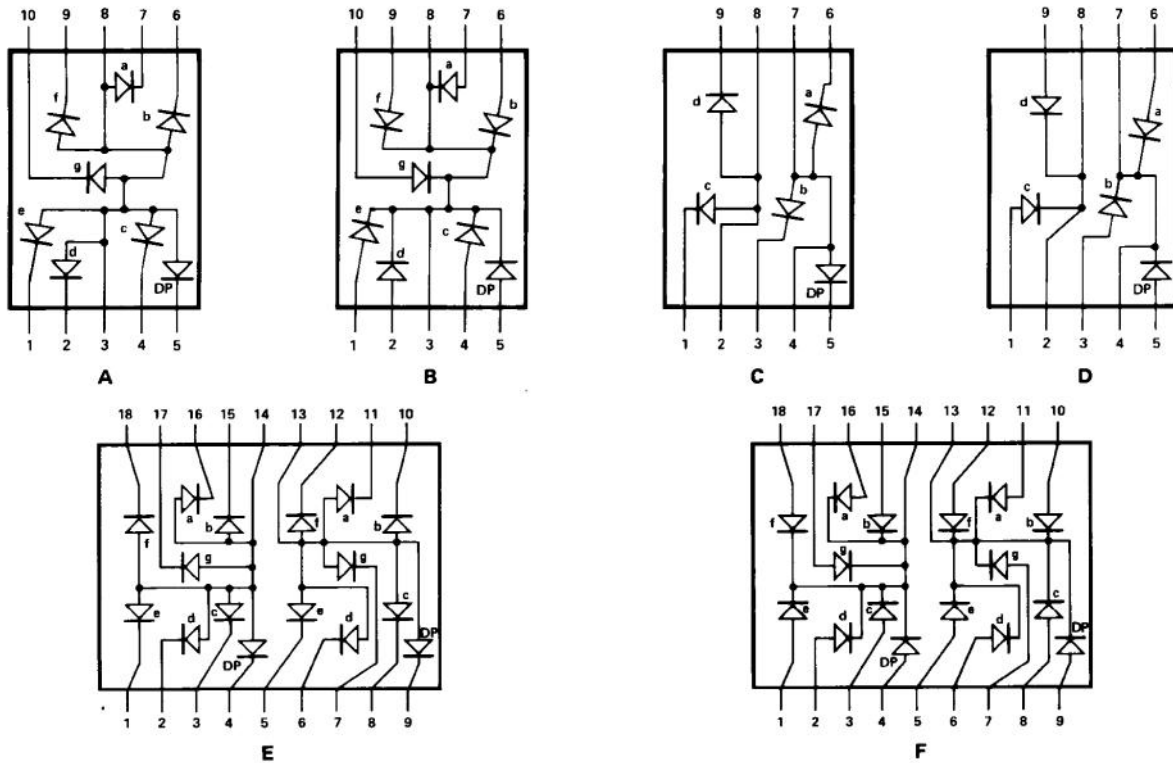 10 9 8 7 6 10 9 8 7 6 9 8 7 6 9 8 7 6
a a
f b f b d a d a
g g
e c e c c b c b
d d
DP DP DP DP
1 2 3 4 5 1 2 3 4 5 1 2 3 4 5 1 2 3 4 5
A B C D
18 17 16 15 14 13 12 11 10 18 17 16 15 14 13 12 11 10
a b f a b a b f a b
f g g f g g
e d c e d c e d c e d c
DP DP DP DP
1 2 3 4 5 6 7 8 9 1 2 3 4 5 6 7 8 9
E F